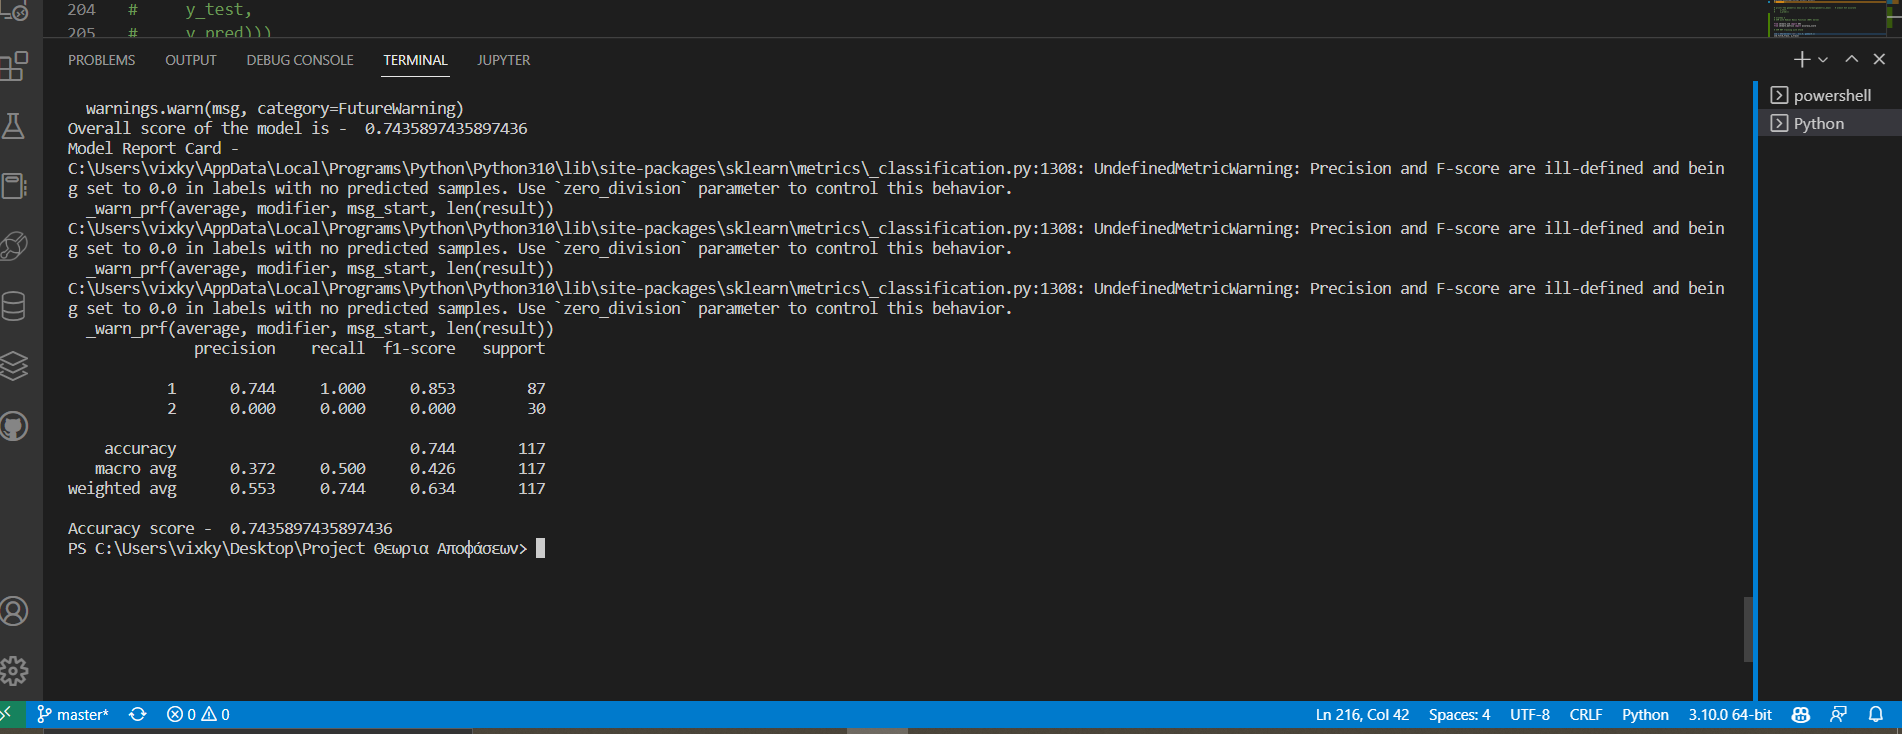 204 # y_test,
205 # y_pred)))
PROBLEMS OUTPUT DEBUG CONSOLE TERMINAL JUPYTER
warnings.warn(msg, category=FutureWarning)
Overall score of the model is - 0.7435897435897436
Model Report Card -
C:\Users\vixky\AppData\Local\Programs\Python\Python310\lib\site-packages\sklearn\metrics\_classification.py:1308: UndefinedMetricWarning: Precision and F-score are ill-defined and bein
g set to 0.0 in labels with no predicted samples. Use `zero_division` parameter to control this behavior.
_warn_prf(average, modifier, msg_start, len(result))
C:\Users\vixky\AppData\Local\Programs\Python\Python310\lib\site-packages\sklearn\metrics\_classification.py:1308: UndefinedMetricWarning: Precision and F-score are ill-defined and bein
g set to 0.0 in labels with no predicted samples. Use `zero_division` parameter to control this behavior.
_warn_prf(average, modifier, msg_start, len(result))
C:\Users\vixky\AppData\Local\Programs\Python\Python310\lib\site-packages\sklearn\metrics\_classification.py:1308: UndefinedMetricWarning: Precision and F-score are ill-defined and bein
g set to 0.0 in labels with no predicted samples. Use `zero_division` parameter to control this behavior.
_warn_prf(average, modifier, msg_start, len(result))
precision recall f1-score support
1 0.744 1.000 0.853 87
2 0.000 0.000 0.000 30
accuracy 0.744 117
macro avg 0.372 0.500 0.426 117
weighted avg 0.553 0.744 0.634 117
Accuracy score - 0.7435897435897436
PS C:\Users\vixky\Desktop\Project Θεωρια Αποφάσεων>
powershell
Python
master* 0 0 Ln 216, Col 42 Spaces: 4 UTF-8 CRLF Python 3.10.0 64-bit